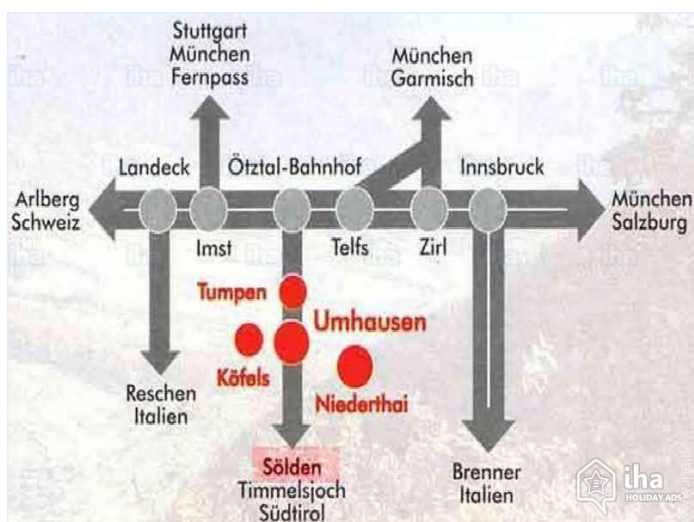 Stuttgart
München
Fernpass
München
Garmisch
Landeck
Ötztal-Bahnhof
Innsbruck
Arlberg
Schweiz
München
Salzburg
Imst
Telfs
Zirl
Tumpen
Umhausen
Köfels
Niederthai
Reschen
Italien
Sölden
Timmelsjoch
Südtirol
Brenner
Italien
iha
HOLIDAY ADS